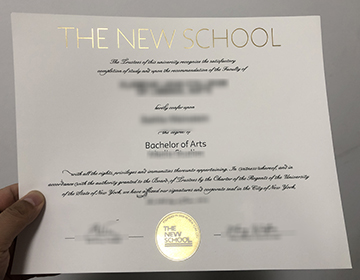 THE NEW SCHOOL
The Trustees of this university recognize the satisfactory
completion of study and upon the recommendation of the Faculty of
hereby confer upon
the degree of
Bachelor of Arts
with all the rights, privileges and immunities thereunto appertaining. In witness whereof, and in
accordance with the authority granted to the Board of Trustees by the Charter of the Regents of the University
of the State of New York, we have affixed our signatures and corporate seal in the City of New York,
THE
NEW
SCHOOL